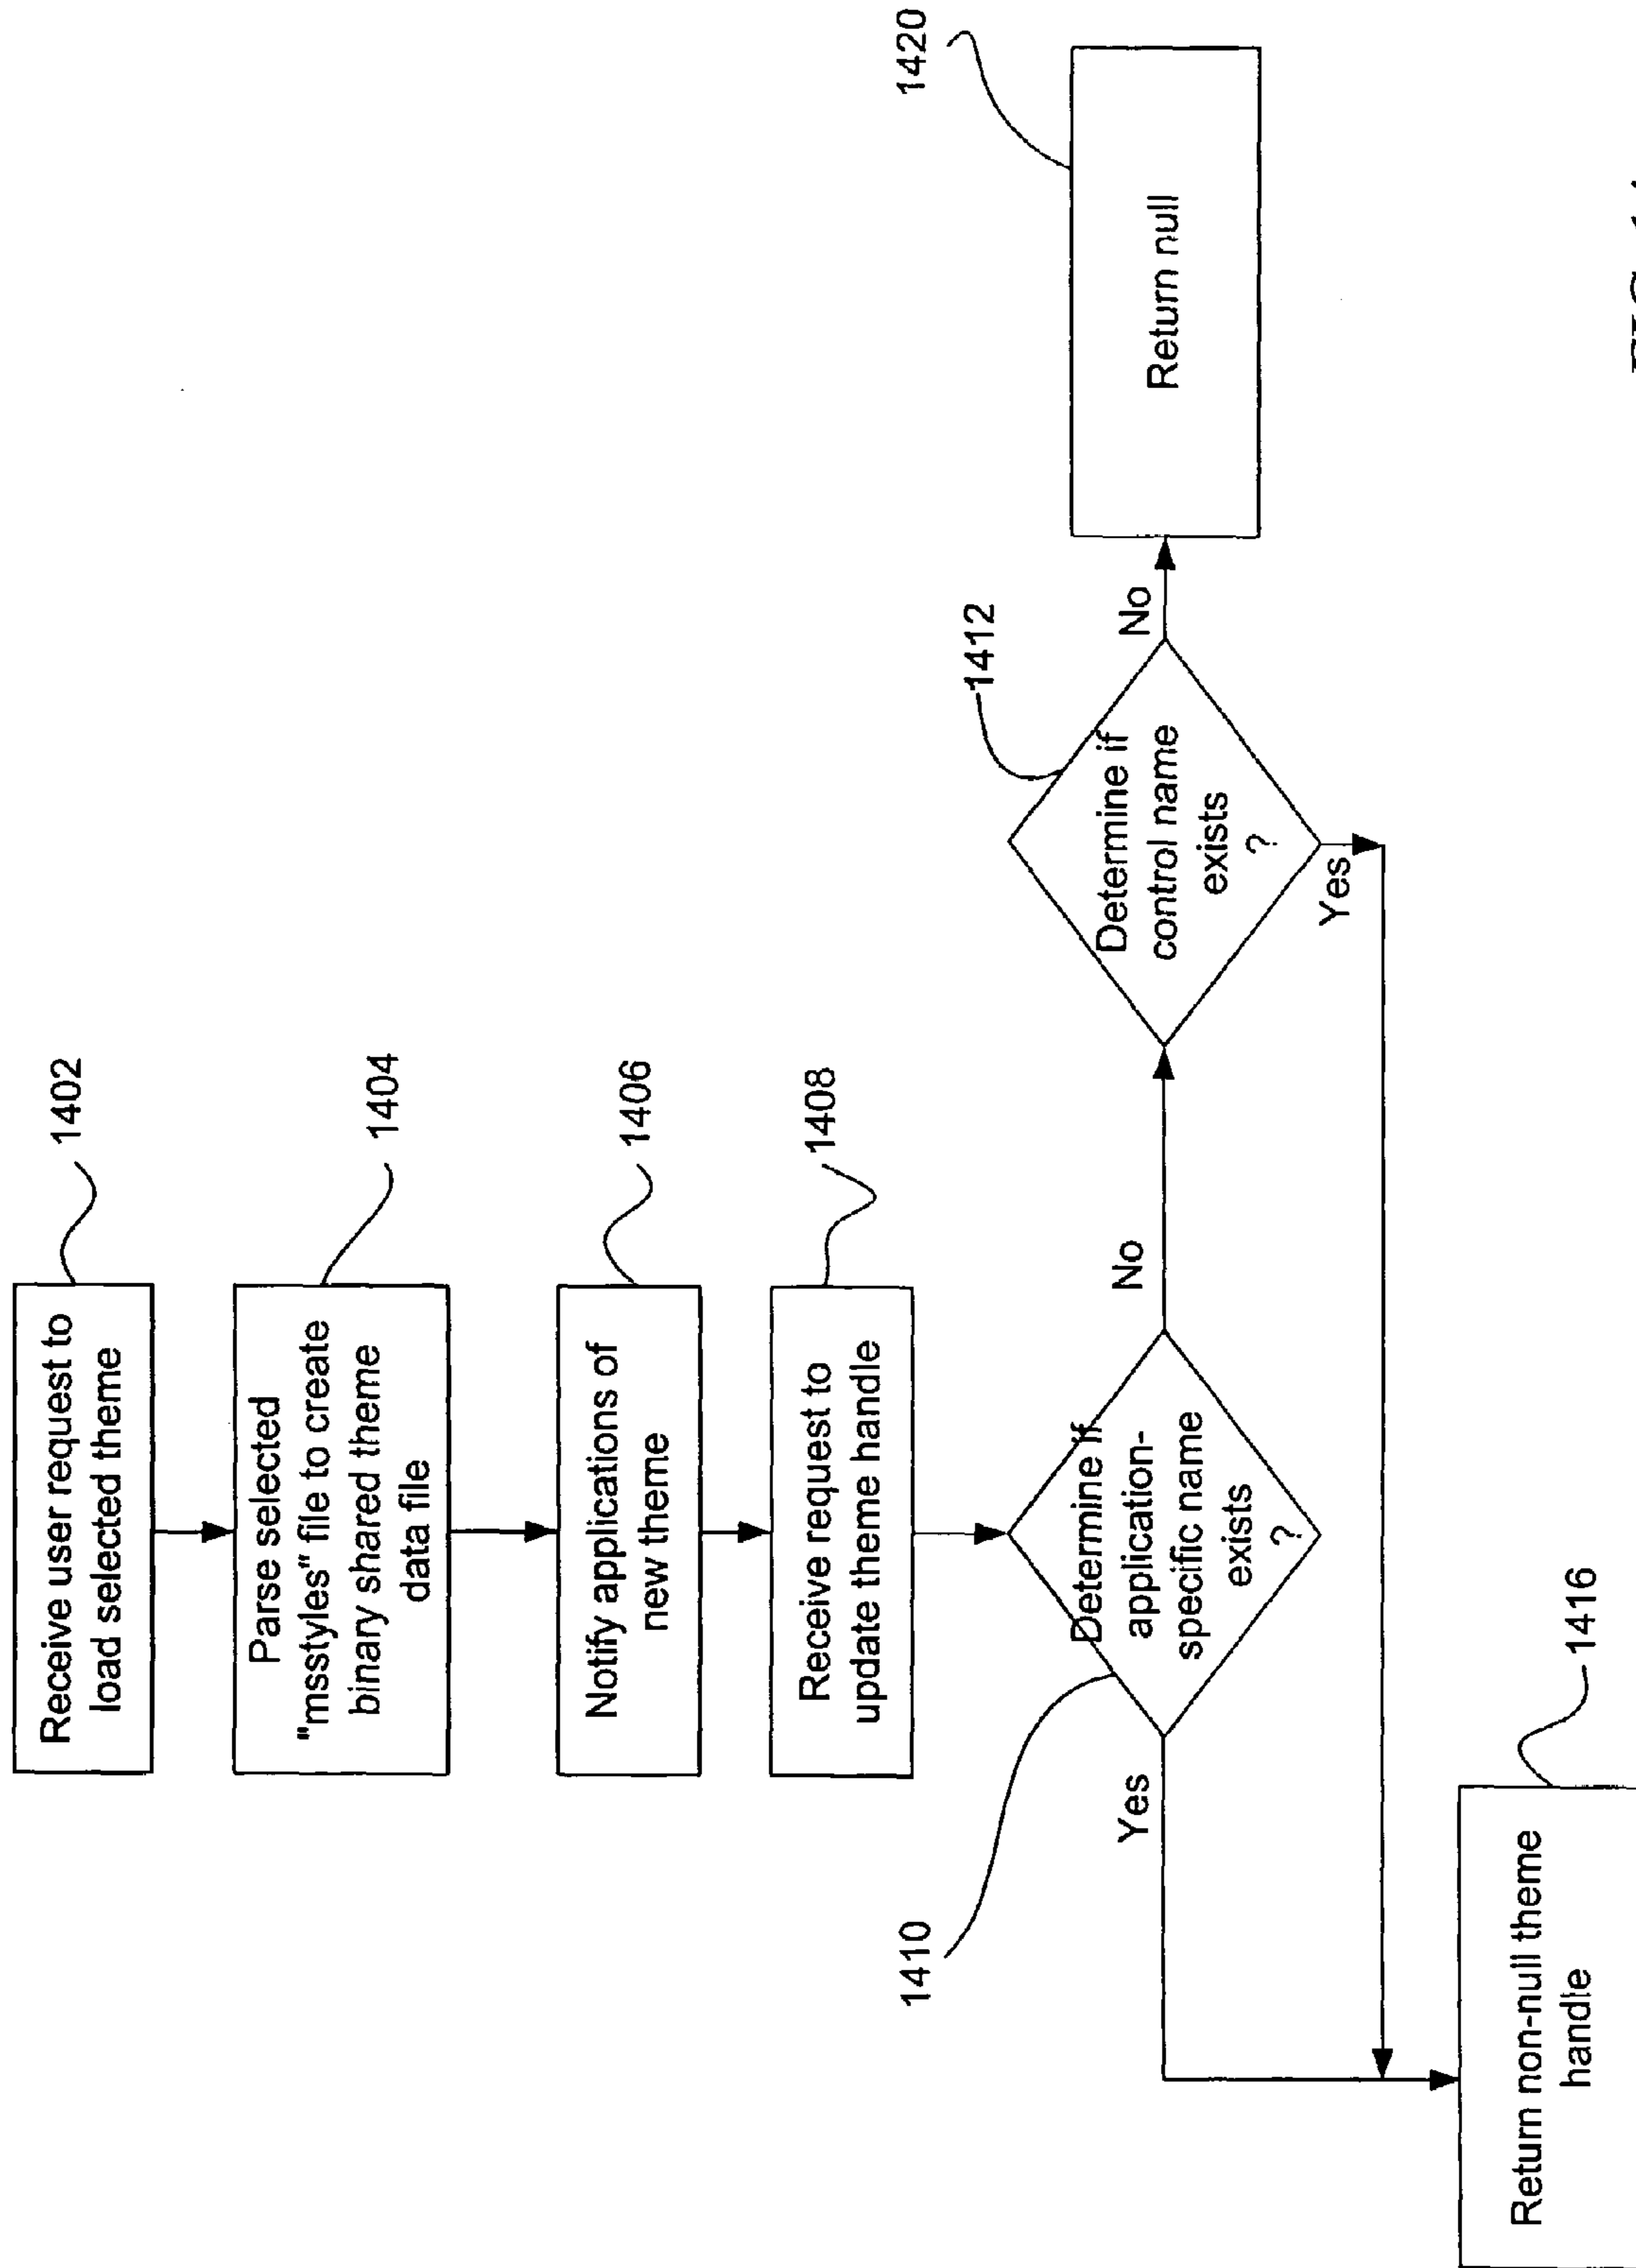 Receive user request to
load selected theme
1402
Parse selected
"msstyles" file to create
binary shared theme
data file
1404
Notify applications of
new theme
1406
Receive request to
update theme handle
1408
Determine if
application-
specific name
exists
?
1410
Yes
No
Determine if
control name
exists
?
1412
No
Yes
Return null
1420
Return non-null theme
handle
1416